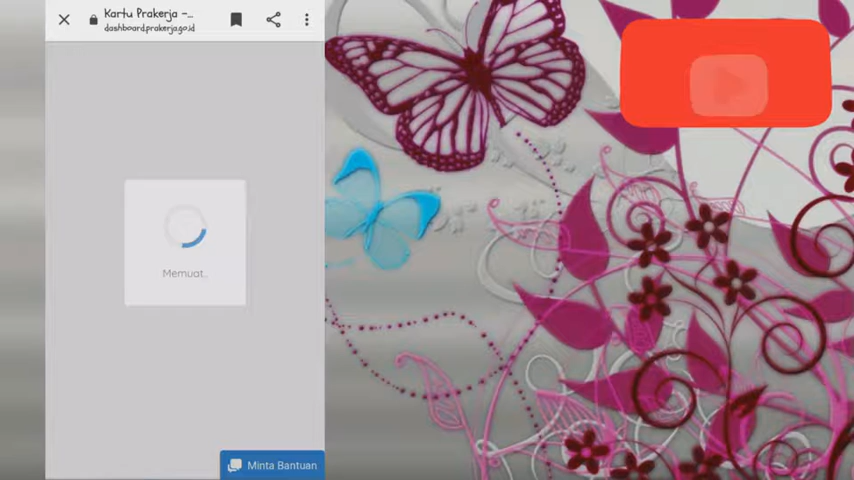 Kartu Prakerja -...
dashboard.prakerja.go.id
Memuat..
Minta Bantuan